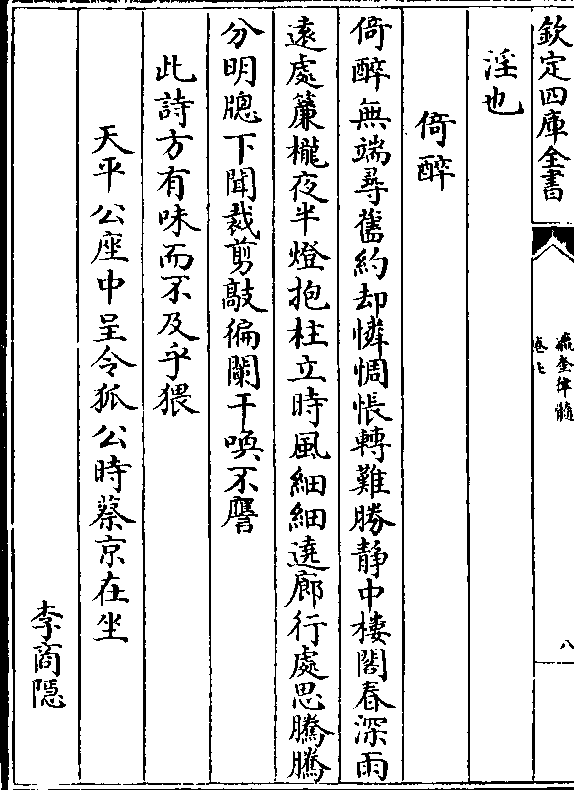 欽定四庫全書
瀛奎律髓
卷七
八
淫也
倚醉
倚醉無端尋舊約却憐惆悵轉難勝静中樓閣春深雨
遠處簾櫳夜半燈抱柱立時風細細遶廊行處思騰騰
分明牕下聞裁剪敲徧闌干喚不譍
此詩方有味而不及乎猥
天平公座中呈令狐公時蔡京在坐
李商隱